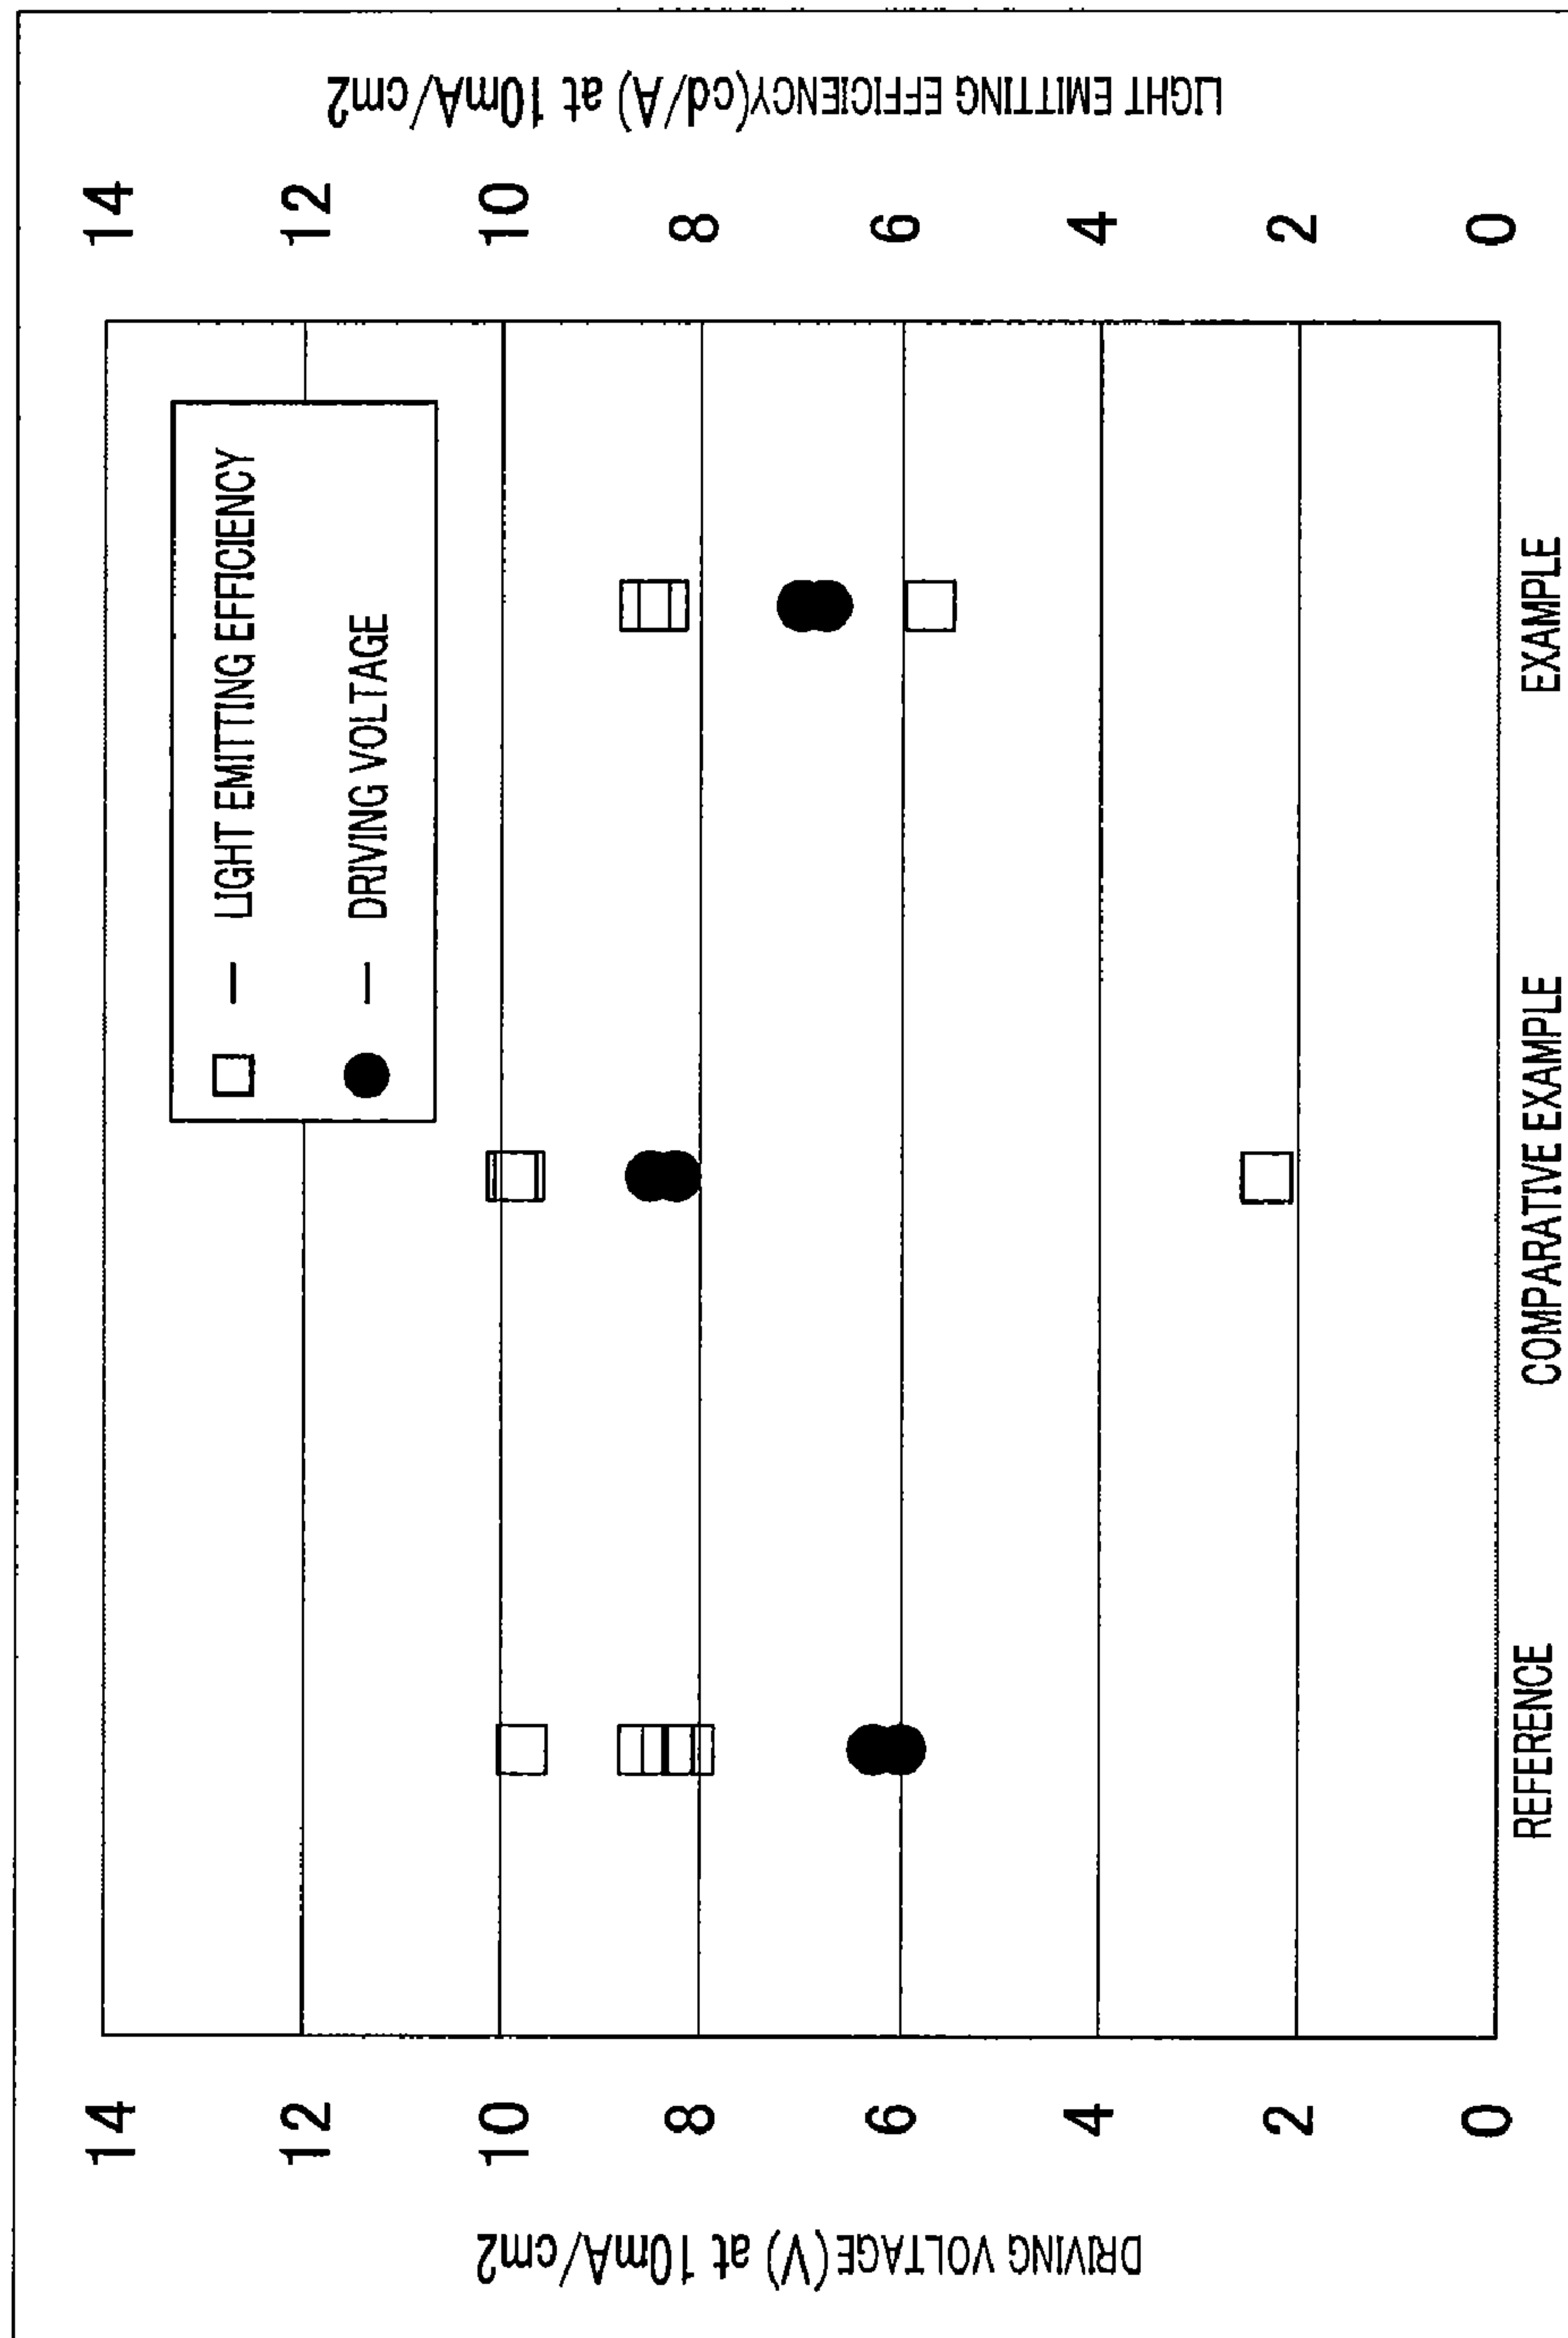 DRIVING VOLTAGE(V) at 10mA/cm2
14
12
10
8
6
4
2
0
LIGHT EMITTING EFFICIENCY
DRIVING VOLTAGE
REFERENCE
COMPARATIVE EXAMPLE
EXAMPLE
14
12
10
8
6
4
2
0
LIGHT EMITTING EFFICIENCY(cd/A) at 10mA/cm2